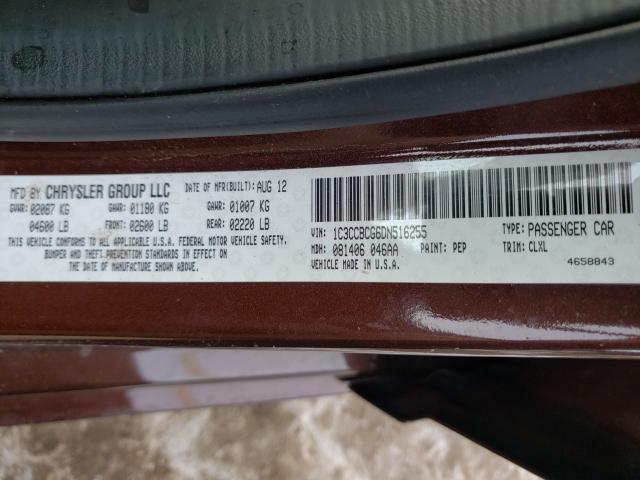 MFD BY CHRYSLER GROUP LLC DATE OF MFR(BUILT): AUG 12
GVWR: 02087 KG GAWR: 01180 KG GAWR: 01007 KG
04600 LB FRONT: 02600 LB REAR: 02220 LB
THIS VEHICLE CONFORMS TO ALL APPLICABLE U.S.A. FEDERAL MOTOR VEHICLE SAFETY,
BUMPER AND THEFT PREVENTION STANDARDS IN EFFECT ON THE
DATE OF MANUFACTURE SHOWN ABOVE.
VIN: 1C3CCBCG6DN516255 TYPE: PASSENGER CAR
MDH: 081406 046AA PAINT: PEP TRIM: CLXL
VEHICLE MADE IN U.S.A. 4658843